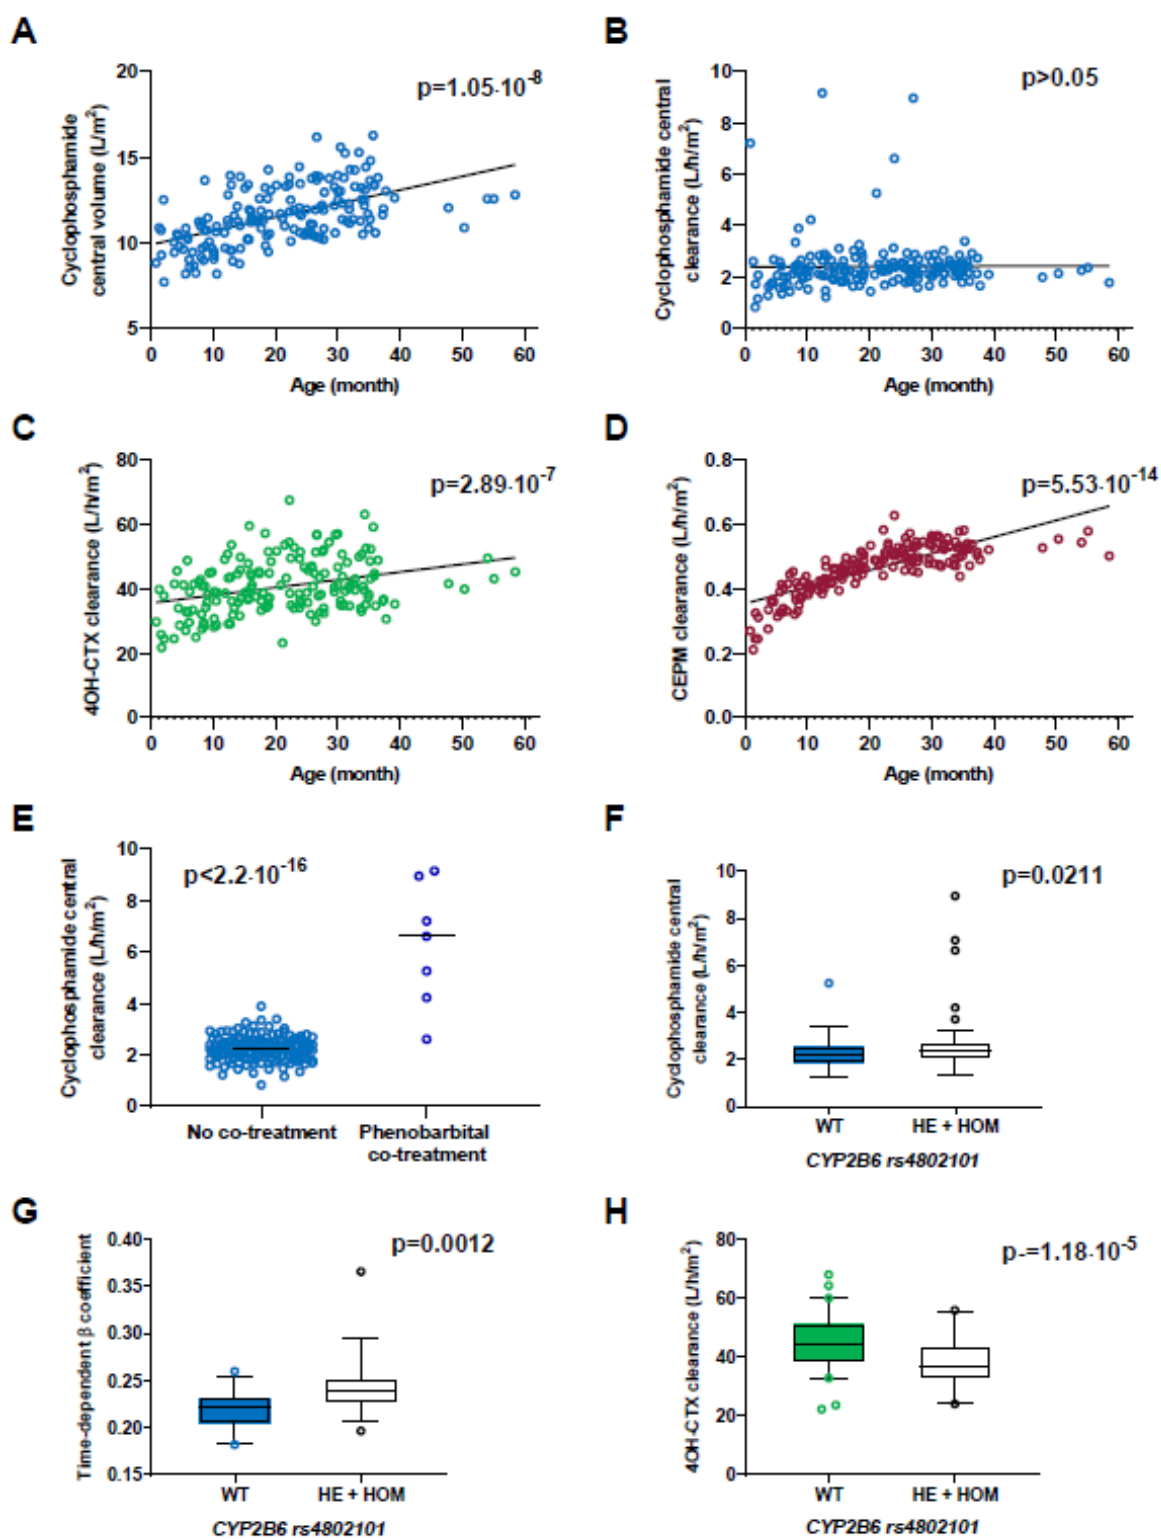 A
Cyclophosphamide
central volume (L/m²)
20
15
10
5
p=1.05·10⁻⁸
0 10 20 30 40 50 60
Age (month)
B
Cyclophosphamide central
clearance (L/h/m²)
10
8
6
4
2
0
p>0.05
0 10 20 30 40 50 60
Age (month)
C
4OH-CTX clearance (L/h/m²)
80
60
40
20
0
p=2.89·10⁻⁷
0 10 20 30 40 50 60
Age (month)
D
CEPM clearance (L/h/m²)
0.8
0.6
0.4
0.2
0.0
p=5.53·10⁻¹⁴
0 10 20 30 40 50 60
Age (month)
E
Cyclophosphamide central
clearance (L/h/m²)
10
8
6
4
2
0
p<2.2·10⁻¹⁶
No co-treatment Phenobarbital
co-treatment
F
Cyclophosphamide central
clearance (L/h/m²)
10
8
6
4
2
0
p=0.0211
WT HE + HOM
CYP2B6 rs4802101
G
Time-dependent β coefficient
0.40
0.35
0.30
0.25
0.20
0.15
p=0.0012
WT HE + HOM
CYP2B6 rs4802101
H
4OH-CTX clearance (L/h/m²)
80
60
40
20
0
p-=1.18·10⁻⁵
WT HE + HOM
CYP2B6 rs4802101